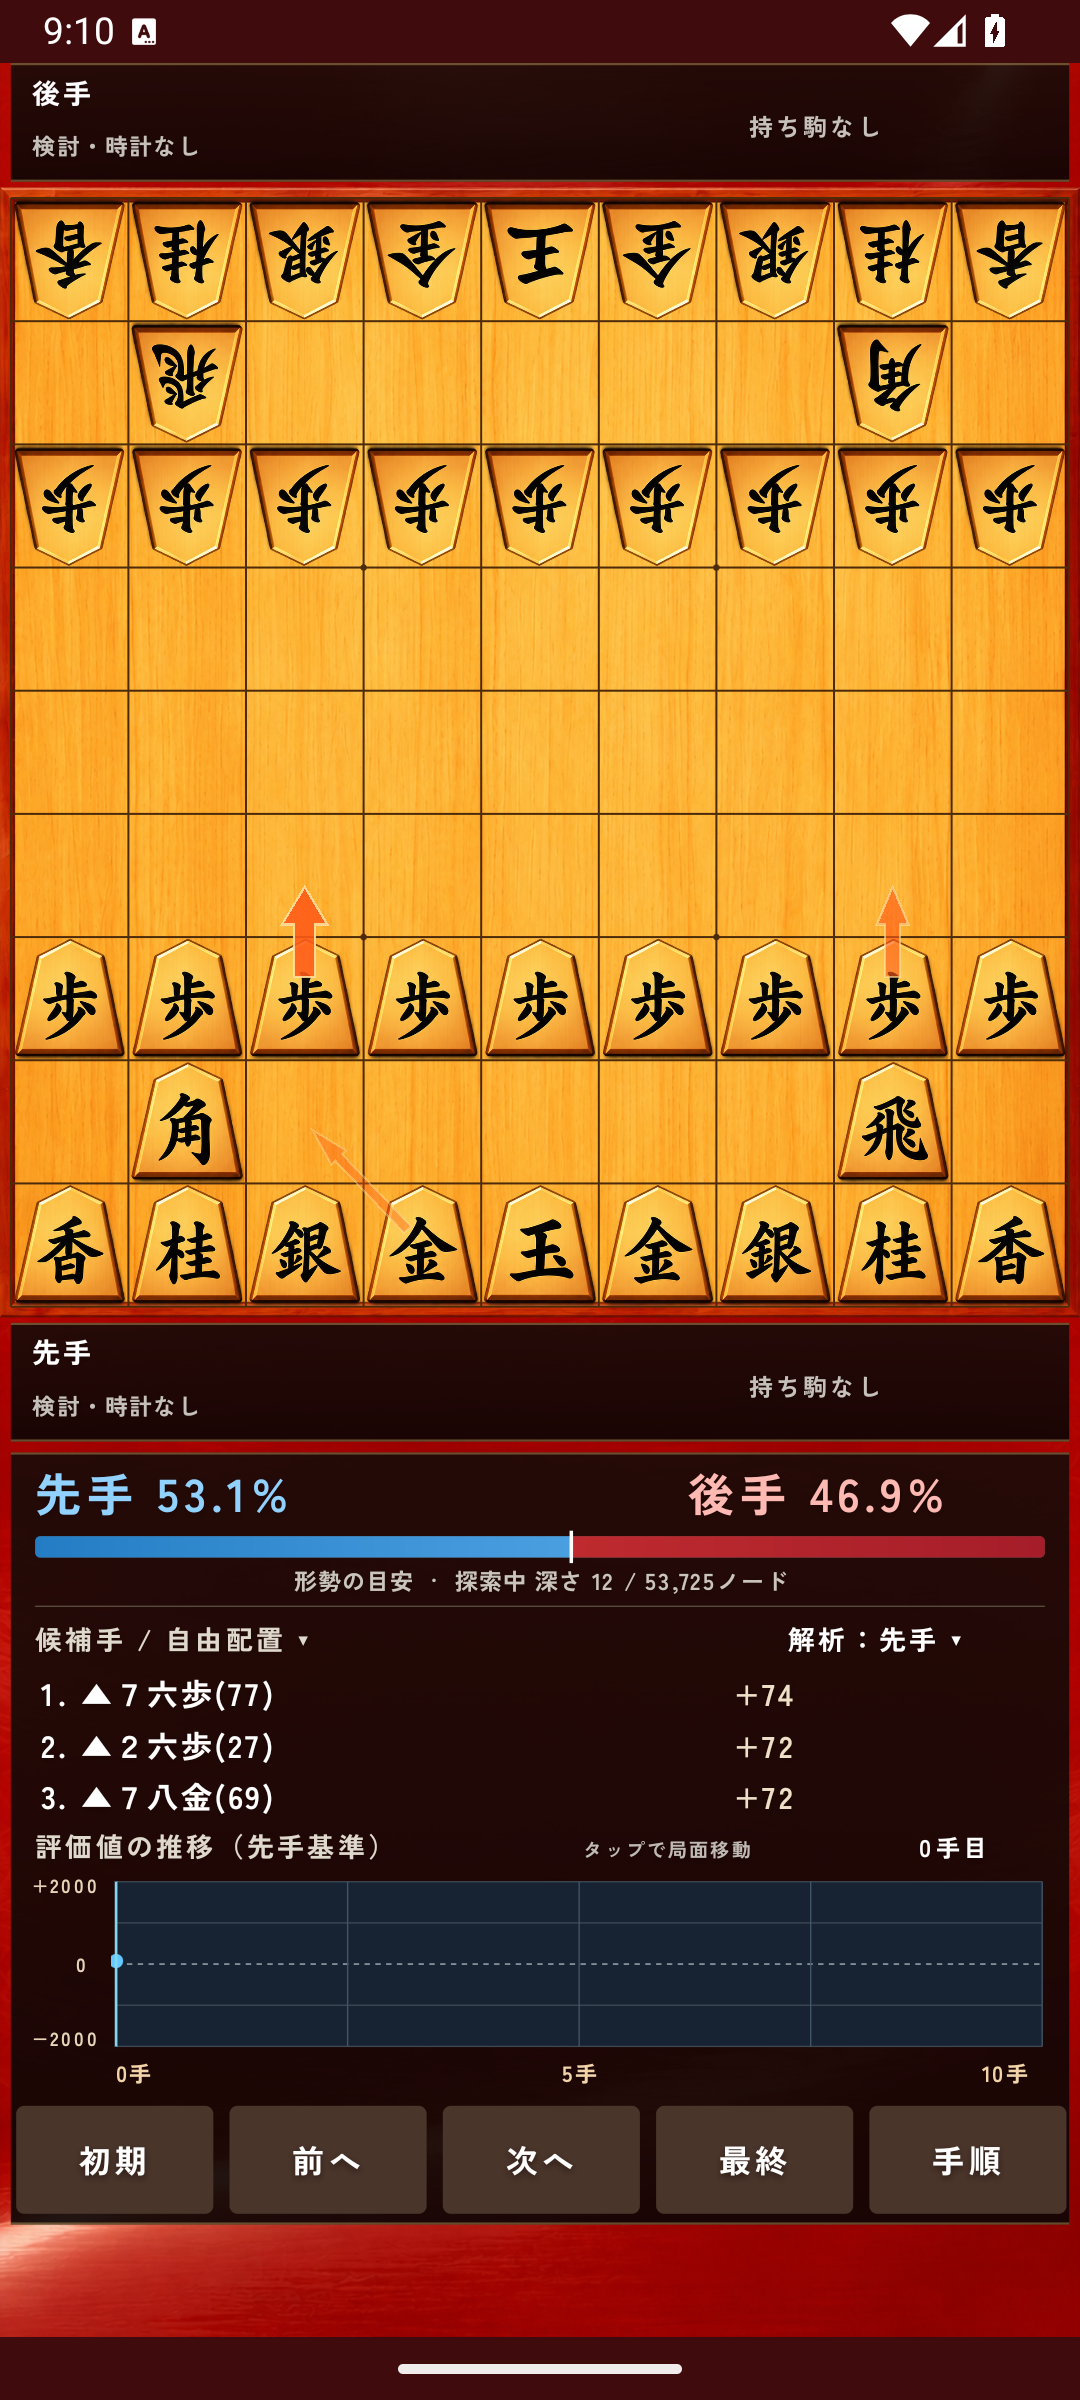 9:10
後手
検討・時計なし
持ち駒なし
香 桂 銀 金 王 金 銀 桂 香
飛 角
歩 歩 歩 歩 歩 歩 歩 歩 歩
歩 歩 歩 歩 歩 歩 歩 歩 歩
角 飛
香 桂 銀 金 玉 金 銀 桂 香
先手
検討・時計なし
持ち駒なし
先手 53.1% 後手 46.9%
形勢の目安 · 探索中 深さ 12 / 53,725ノード
候補手 / 自由配置 ▼ 解析：先手 ▼
1. ▲７六歩(77) +74
2. ▲２六歩(27) +72
3. ▲７八金(69) +72
評価値の推移（先手基準） タップで局面移動 0手目
+2000
0
−2000
0手 5手 10手
初期 前へ 次へ 最終 手順